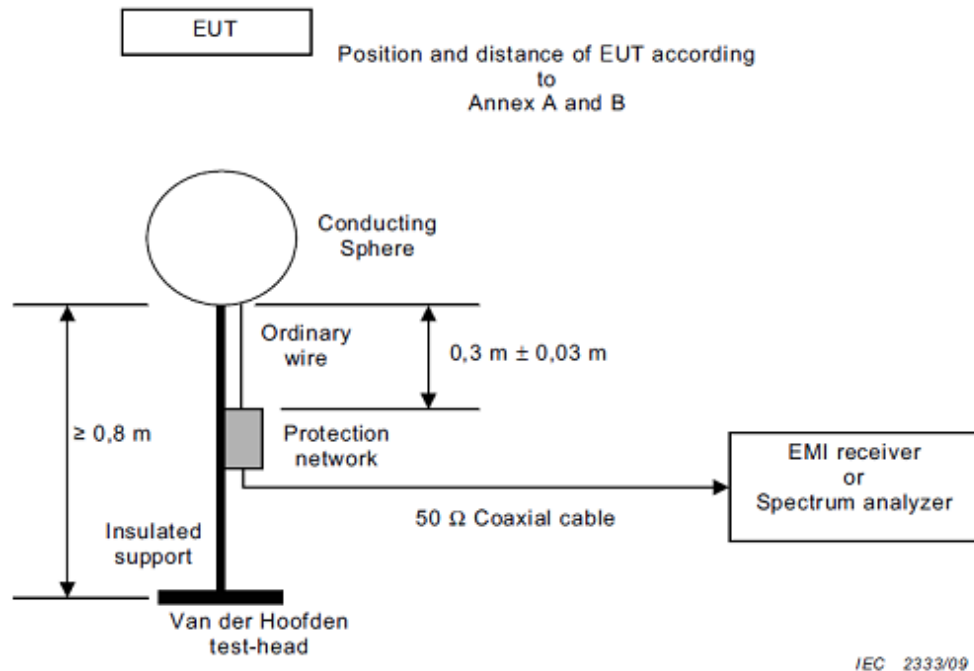 EUT
Position and distance of EUT according
to
Annex A and B
Conducting
Sphere
Ordinary
wire
0,3 m ± 0,03 m
≥ 0,8 m
Protection
network
EMI receiver
or
Spectrum analyzer
50 Ω Coaxial cable
Insulated
support
Van der Hoofden
test-head
IEC 2333/09